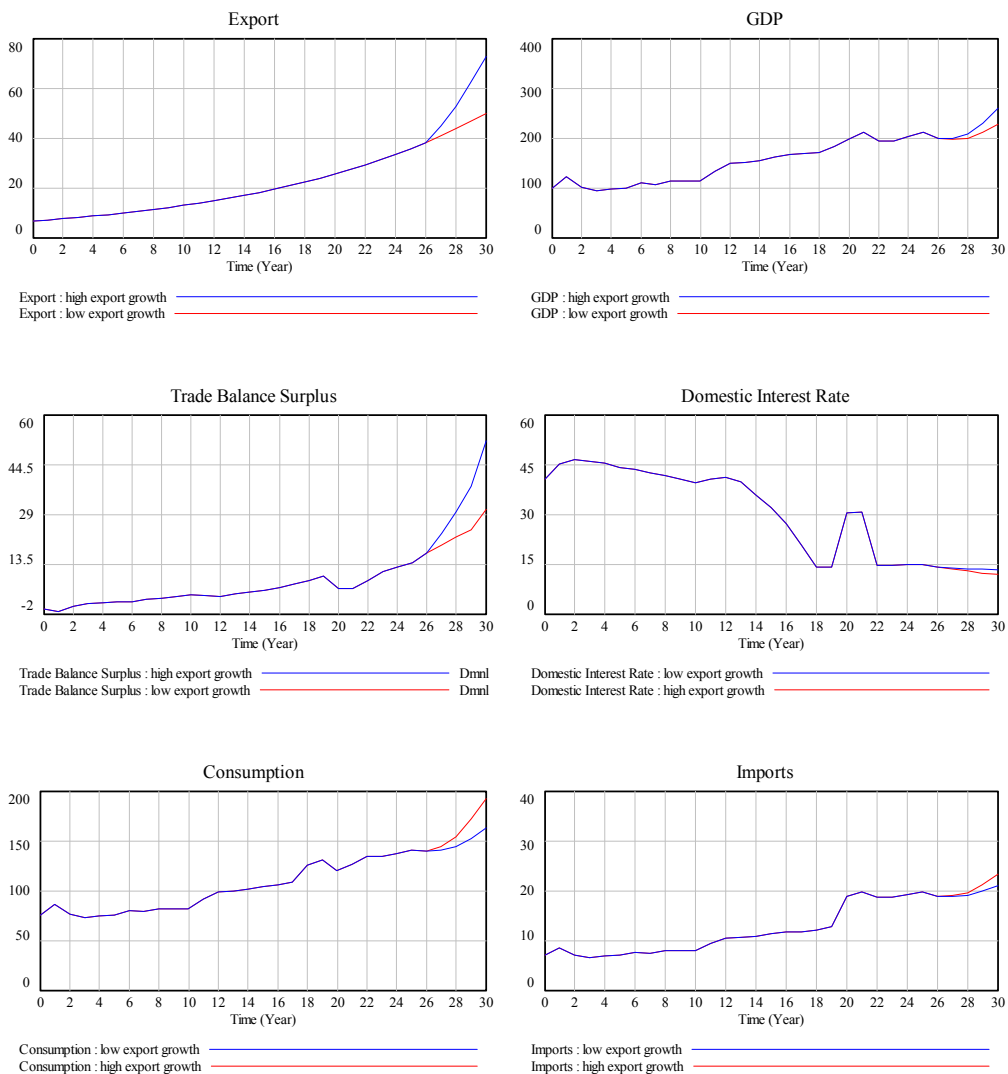 Export
80
60
40
20
0
0 2 4 6 8 10 12 14 16 18 20 22 24 26 28 30
Time (Year)
Export : high export growth
Export : low export growth
GDP
400
300
200
100
0
0 2 4 6 8 10 12 14 16 18 20 22 24 26 28 30
Time (Year)
GDP : high export growth
GDP : low export growth
Trade Balance Surplus
60
44.5
29
13.5
-2
0 2 4 6 8 10 12 14 16 18 20 22 24 26 28 30
Time (Year)
Trade Balance Surplus : high export growth Dmnl
Trade Balance Surplus : low export growth Dmnl
Domestic Interest Rate
60
45
30
15
0
0 2 4 6 8 10 12 14 16 18 20 22 24 26 28 30
Time (Year)
Domestic Interest Rate : low export growth
Domestic Interest Rate : high export growth
Consumption
200
150
100
50
0
0 2 4 6 8 10 12 14 16 18 20 22 24 26 28 30
Time (Year)
Consumption : low export growth
Consumption : high export growth
Imports
40
30
20
10
0
0 2 4 6 8 10 12 14 16 18 20 22 24 26 28 30
Time (Year)
Imports : low export growth
Imports : high export growth